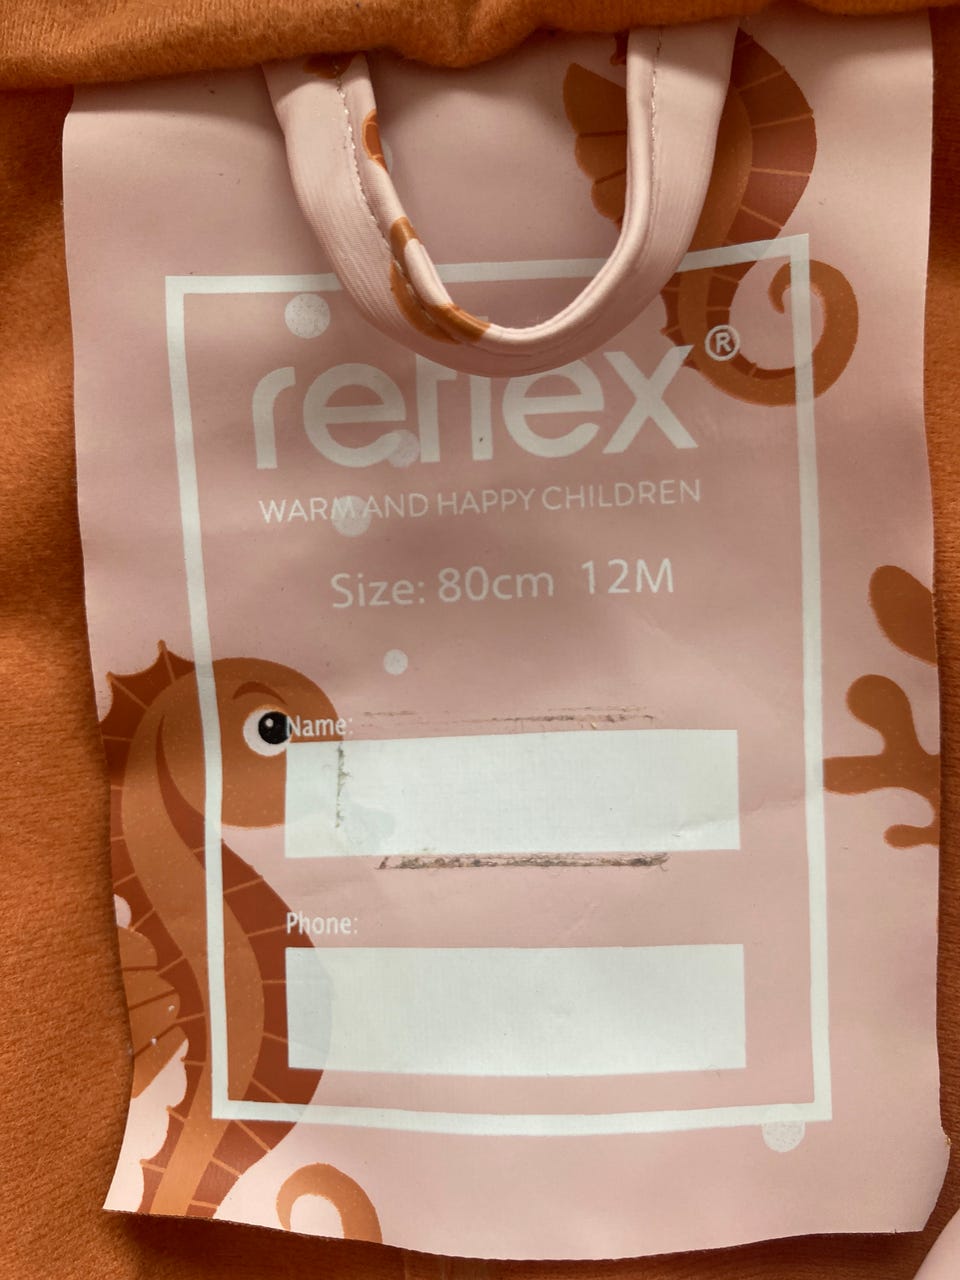 reflex®
WARM AND HAPPY CHILDREN
Size: 80cm 12M
Name:
Phone: